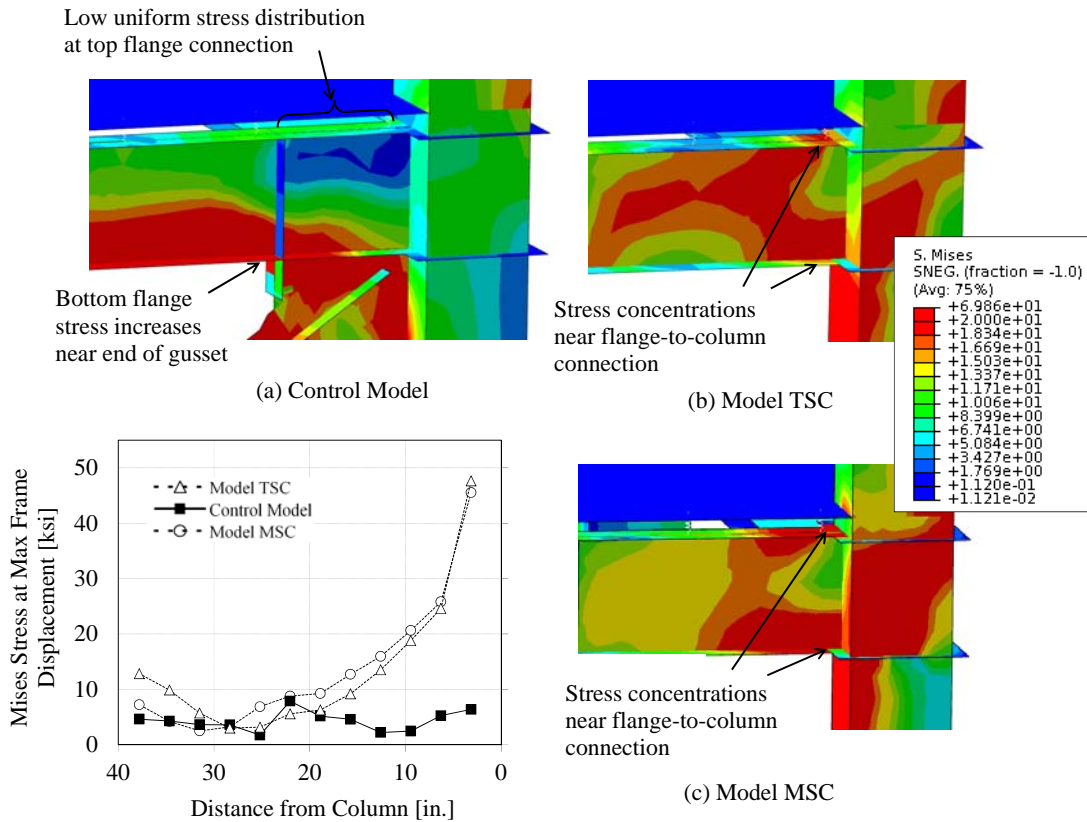 Low uniform stress distribution
at top flange connection
Bottom flange
stress increases
near end of gusset
(a) Control Model
Stress concentrations
near flange-to-column
connection
(b) Model TSC
S. Mises
SNEG. (fraction = -1.0)
(Avg: 75%)
+6.986e+01
+2.000e+01
+1.834e+01
+1.669e+01
+1.503e+01
+1.337e+01
+1.171e+01
+1.006e+01
+8.399e+00
+6.741e+00
+5.084e+00
+3.427e+00
+1.769e+00
+1.120e-01
+1.121e-02
Mises Stress at Max Frame
Displacement [ksi]
50
40
30
20
10
0
Model TSC
Control Model
Model MSC
40
30
20
10
0
Distance from Column [in.]
Stress concentrations
near flange-to-column
connection
(c) Model MSC